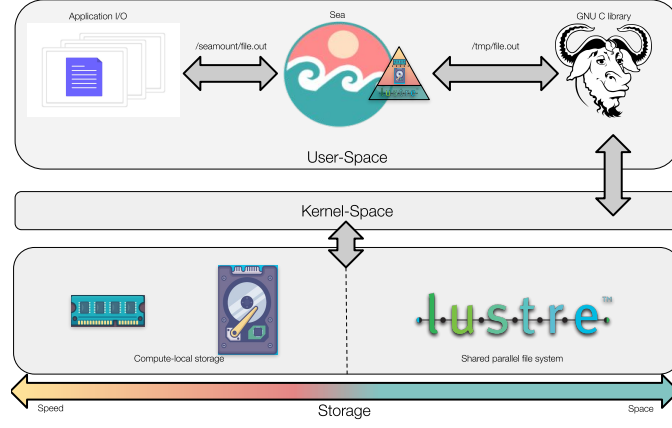 Application I/O
Sea
GNU C library
/seamount/file.out
/tmp/file.out
User-Space
Kernel-Space
lustre™
Compute-local storage
Shared parallel file system
Speed
Storage
Space